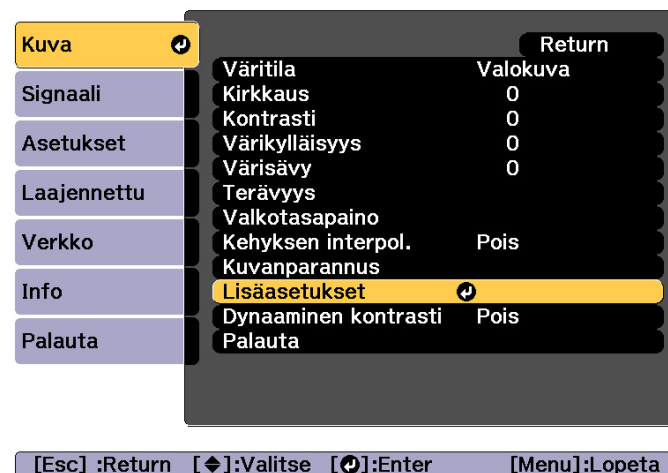 Kuva
Signaali
Asetukset
Laajennettu
Verkko
Info
Palauta
Return
Väritila Valokuva
Kirkkaus 0
Kontrasti 0
Värikylläisyys 0
Värisävy 0
Terävyys
Valkotasapaino
Kehyksen interpol. Pois
Kuvanparannus
Lisäasetukset
Dynaaminen kontrasti Pois
Palauta
[Esc] :Return [◆]:Valitse [↵]:Enter [Menu]:Lopeta